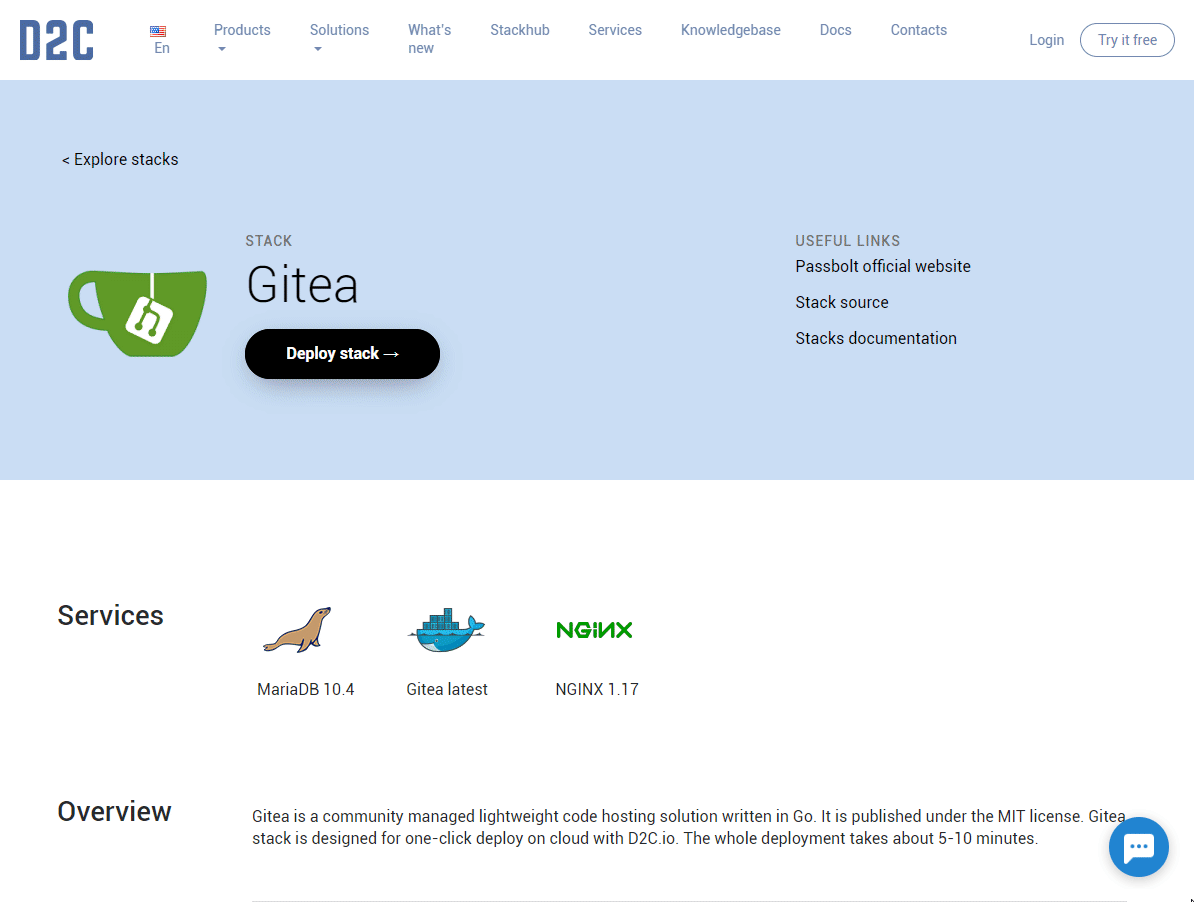 D2C
En
Products
Solutions
What's
new
Stackhub
Services
Knowledgebase
Docs
Contacts
Login
Try it free
< Explore stacks
STACK
Gitea
Deploy stack →
USEFUL LINKS
Passbolt official website
Stack source
Stacks documentation
Services
NGINX
MariaDB 10.4
Gitea latest
NGINX 1.17
Overview
Gitea is a community managed lightweight code hosting solution written in Go. It is published under the MIT license. Gitea
stack is designed for one-click deploy on cloud with D2C.io. The whole deployment takes about 5-10 minutes.